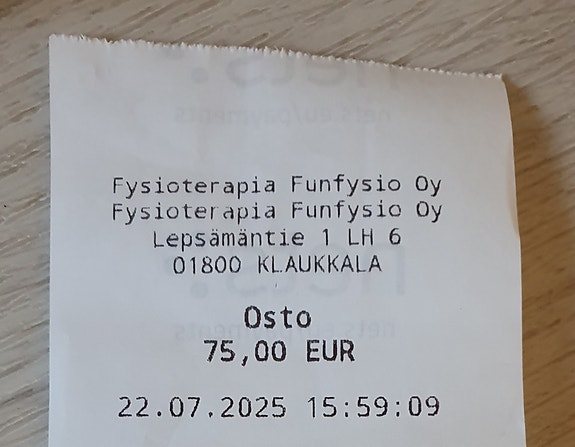 Fysioterapia Funfysio Oy
Fysioterapia Funfysio Oy
Lepsämäntie 1 LH 6
01800 KLAUKKALA
Osto
75,00 EUR
22.07.2025 15:59:09